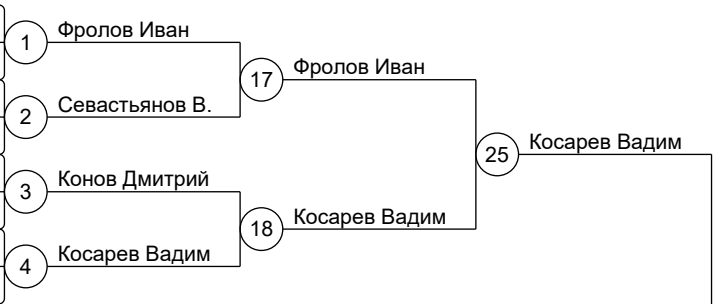 1 Фролов Иван
17 Фролов Иван
2 Севастьянов В.
25 Косарев Вадим
3 Конов Дмитрий
18 Косарев Вадим
4 Косарев Вадим